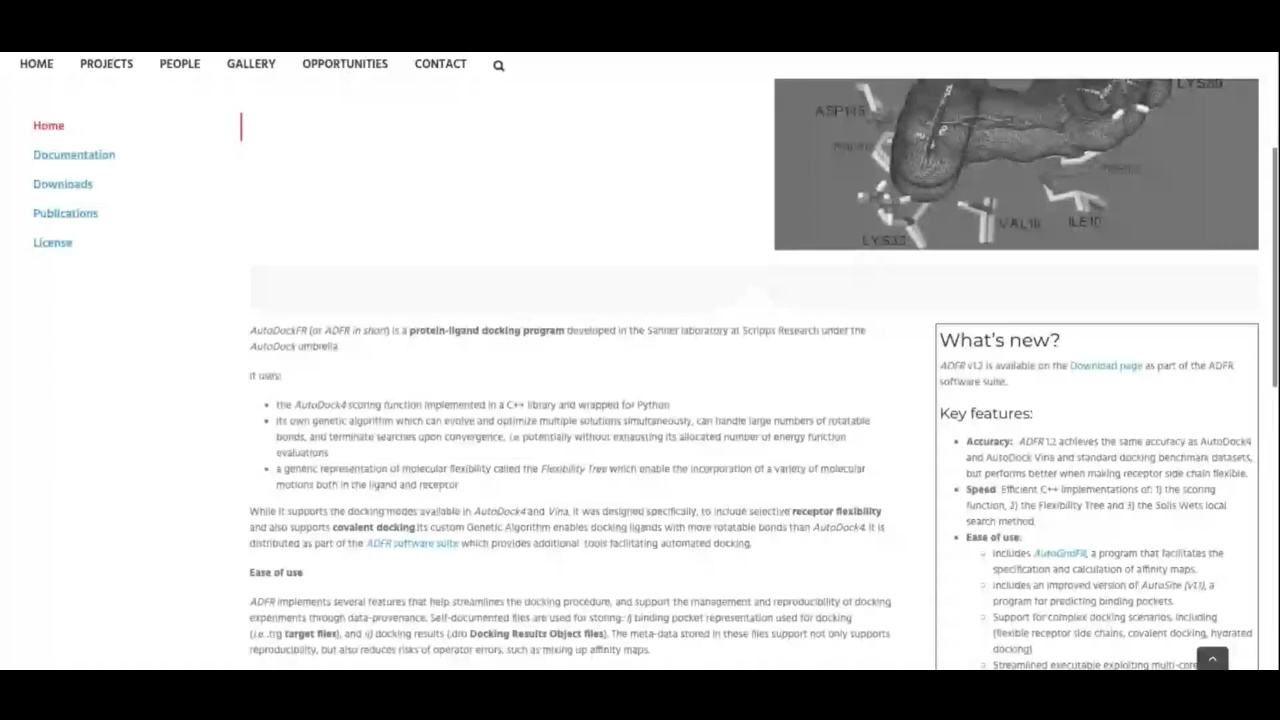 HOME PROJECTS PEOPLE GALLERY OPPORTUNITIES CONTACT
Home
Documentation
Downloads
Publications
License
LYS89
ASP145
VAL18
ILE10
LYS33
AutoDockFR (or ADFR in short) is a protein-ligand docking program developed in the Sanner laboratory at Scripps Research under the
AutoDock umbrella.
It uses:
the AutoDock4 scoring function implemented in a C++ library and wrapped for Python
its own genetic algorithm which can evolve and optimize multiple solutions simultaneously, can handle large numbers of rotatable
bonds, and terminate searches upon convergence, i.e. potentially without exhausting its allocated number of energy function
evaluations
a generic representation of molecular flexibility called the Flexibility Tree which enable the incorporation of a variety of molecular
motions both in the ligand and receptor
While it supports the docking modes available in AutoDock4 and Vina, it was designed specifically, to include selective receptor flexibility
and also supports covalent docking.Its custom Genetic Algorithm enables docking ligands with more rotatable bonds than AutoDock4. It is
distributed as part of the ADFR software suite which provides additional tools facilitating automated docking.
Ease of use
ADFR implements several features that help streamlines the docking procedure, and support the management and reproducibility of docking
experiments through data-provenance. Self-documented files are used for storing: i) binding pocket representation used for docking
(i.e. .trg target files), and ii) docking results (.dro Docking Results Object files). The meta-data stored in these files support not only supports
reproducibility, but also reduces risks of operator errors, such as mixing up affinity maps.
What's new?
ADFR v1.2 is available on the Download page as part of the ADFR
software suite.
Key features:
Accuracy: ADFR 1.2 achieves the same accuracy as AutoDock4
and AutoDock Vina and standard docking benchmark datasets,
but performs better when making receptor side chain flexible.
Speed: Efficient C++ implementations of: 1) the scoring
function, 2) the Flexibility Tree and 3) the Solis Wets local
search method.
Ease of use:
includes AutoGridFR, a program that facilitates the
specification and calculation of affinity maps.
includes an improved version of AutoSite (v1.1), a
program for predicting binding pockets.
Support for complex docking scenarios, including
(flexible receptor side chains, covalent docking, hydrated
docking)
Streamlined executable exploiting multi-core